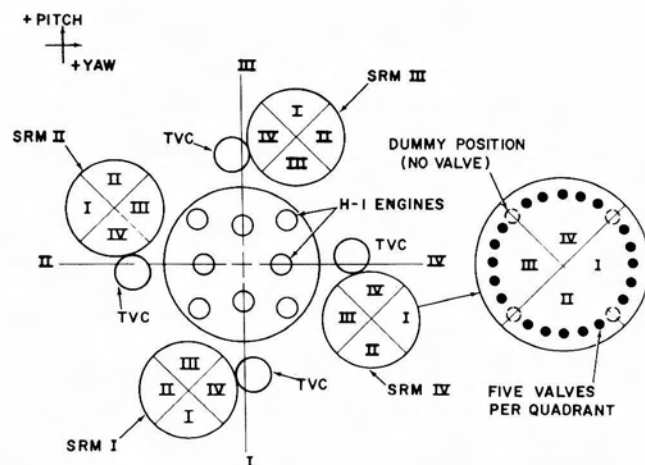 + PITCH
+YAW
III
SRM III
TVC
I
IV II
III
SRM II
II
I III
IV
TVC
H-1 ENGINES
II
IV
TVC
DUMMY POSITION
(NO VALVE)
IV
III I
II
IV
III I
II
SRM IV
FIVE VALVES
PER QUADRANT
III
II IV
I
SRM I
TVC
I